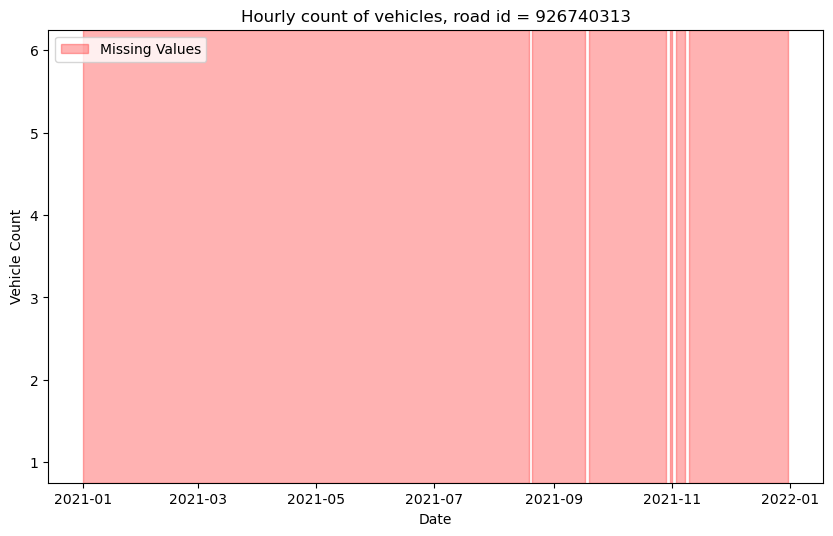 Hourly count of vehicles, road id = 926740313
Missing Values
6
5
4
3
2
1
Vehicle Count
2021-01 2021-03 2021-05 2021-07 2021-09 2021-11 2022-01
Date